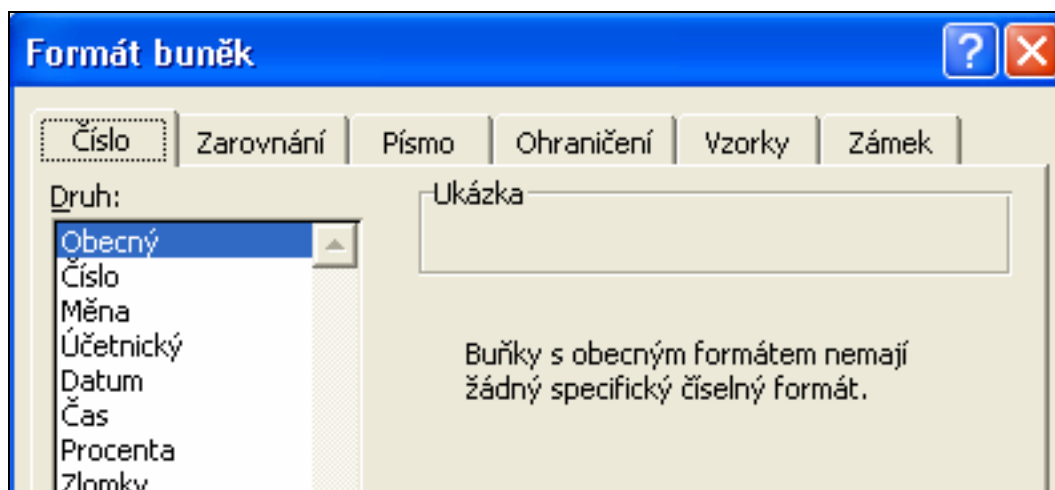 Formát buněk
Číslo Zarovnání Písmo Ohraničení Vzorky Zámek
Druh:
Ukázka
Obecný
Číslo
Měna
Účetnický
Datum
Čas
Procenta
Zlomky
Buňky s obecným formátem nemají
žádný specifický číselný formát.